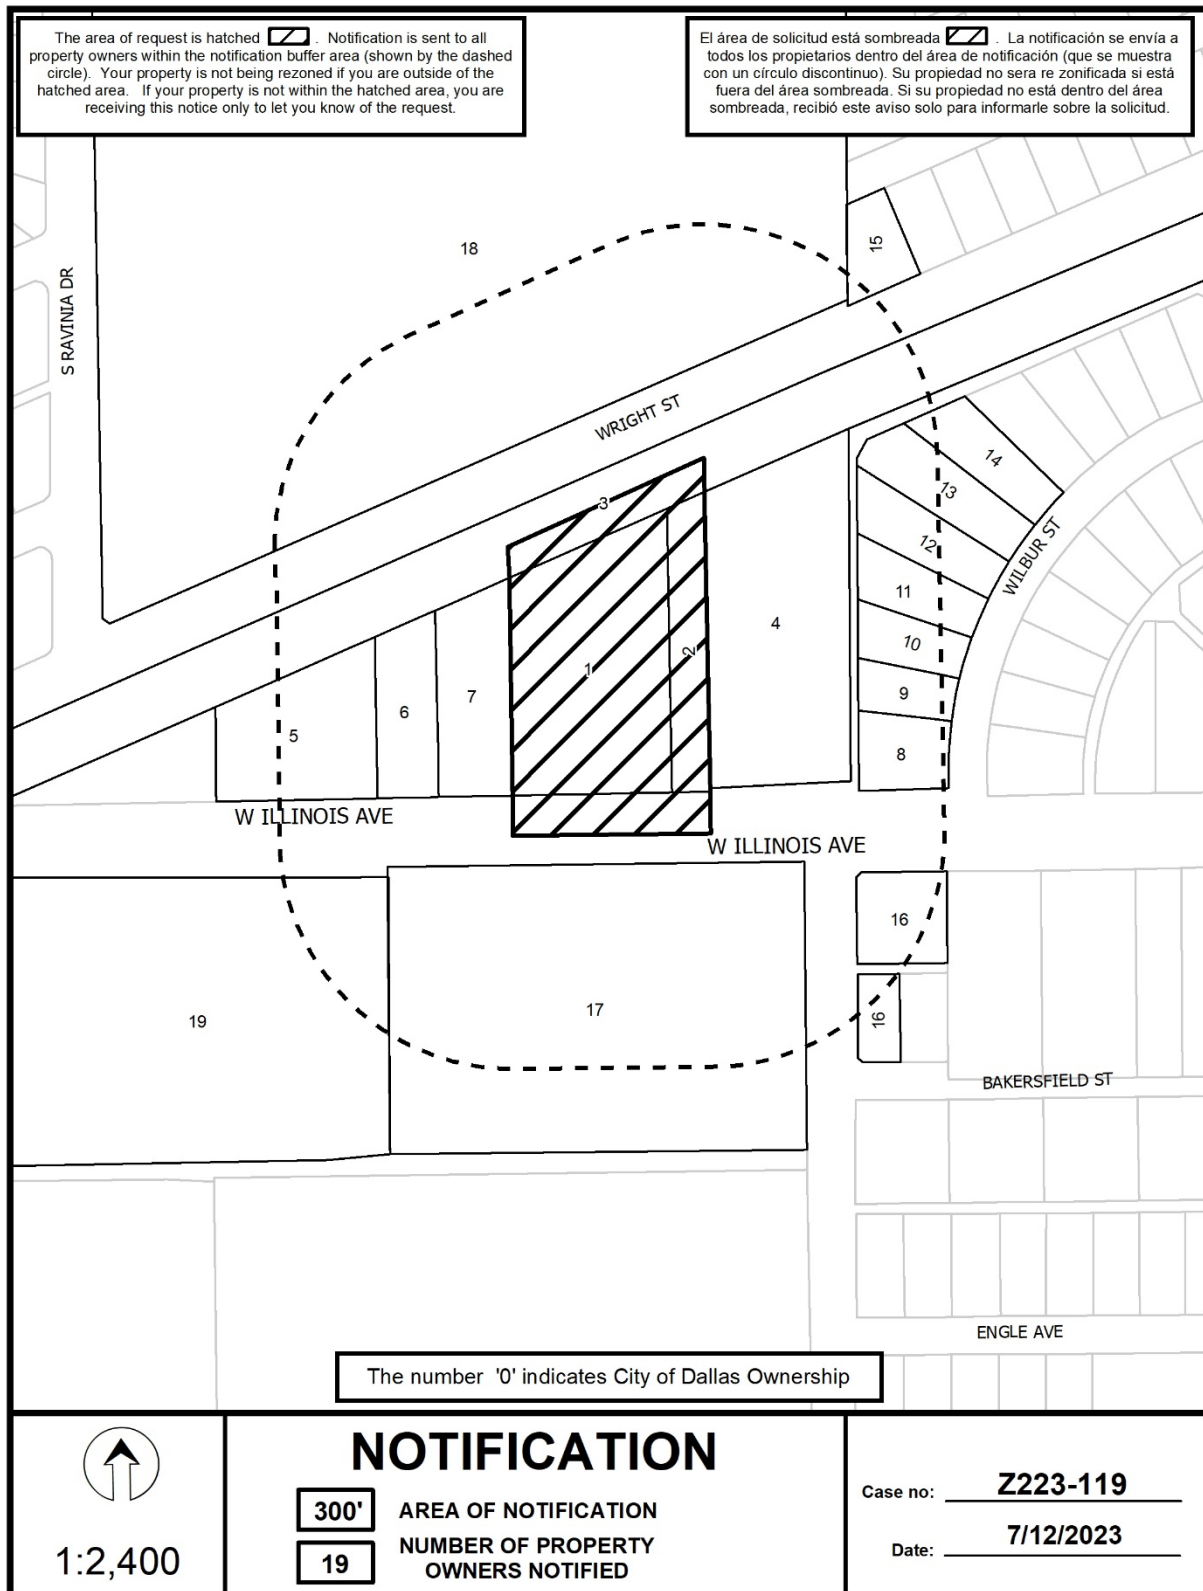 The area of request is hatched . Notification is sent to all
property owners within the notification buffer area (shown by the dashed
circle). Your property is not being rezoned if you are outside of the
hatched area. If your property is not within the hatched area, you are
receiving this notice only to let you know of the request.
El área de solicitud está sombreada . La notificación se envía a
todos los propietarios dentro del área de notificación (que se muestra
con un círculo discontinuo). Su propiedad no sera re zonificada si está
fuera del área sombreada. Si su propiedad no está dentro del área
sombreada, recibió este aviso solo para informarle sobre la solicitud.
18
15
S RAVINIA DR
WRIGHT ST
14
13
3
12
WILBUR ST
11
4
10
2
1
9
7
6
5
8
W ILLINOIS AVE
W ILLINOIS AVE
16
17
19
16
BAKERSFIELD ST
ENGLE AVE
The number '0' indicates City of Dallas Ownership
1:2,400
NOTIFICATION
300' AREA OF NOTIFICATION
19 NUMBER OF PROPERTY
OWNERS NOTIFIED
Case no: Z223-119
Date: 7/12/2023